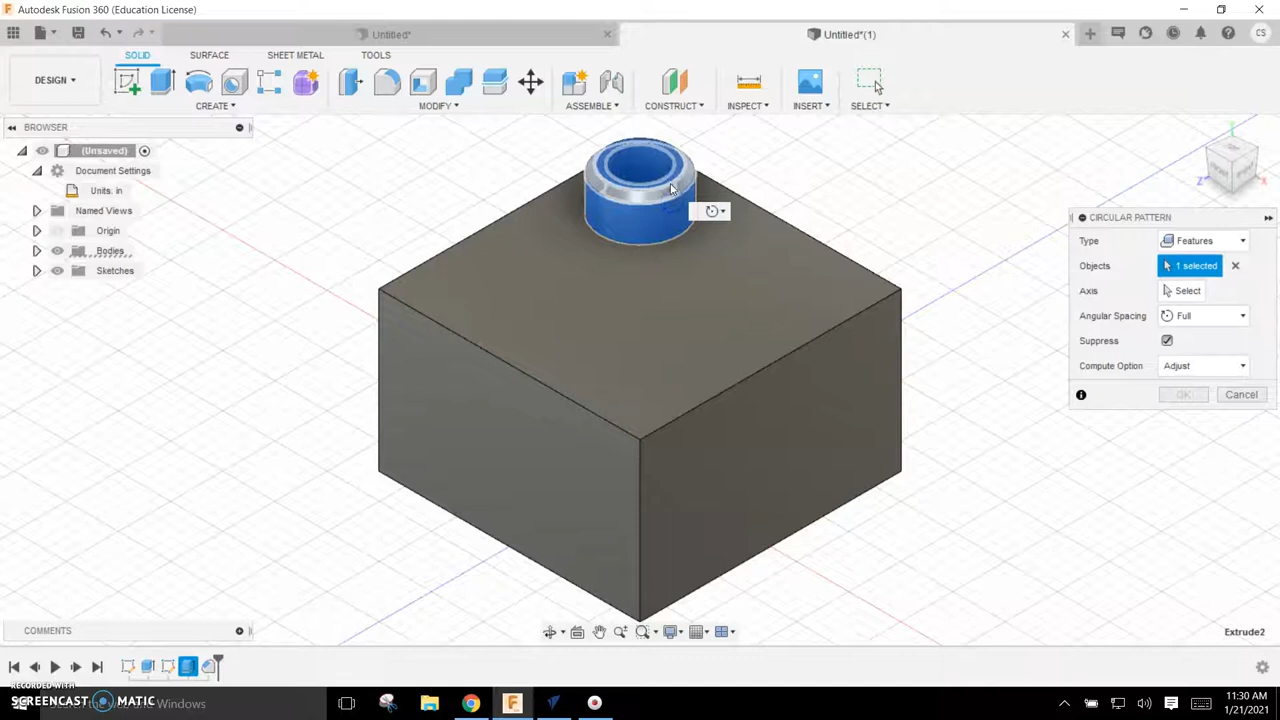 Autodesk Fusion 360 (Education License)
Untitled*
Untitled*(1)
CS
DESIGN
SOLID
SURFACE
SHEET METAL
TOOLS
CREATE
MODIFY
ASSEMBLE
CONSTRUCT
INSPECT
INSERT
SELECT
BROWSER
(Unsaved)
Document Settings
Units: in
Named Views
Origin
Bodies
Sketches
Z
X
CIRCULAR PATTERN
Type
Features
Objects
1 selected
Axis
Select
Angular Spacing
Full
Suppress
Compute Option
Adjust
OK
Cancel
COMMENTS
Extrude2
RECORDED WITH
SCREENCAST MATIC
Windows
11:30 AM
1/21/2021